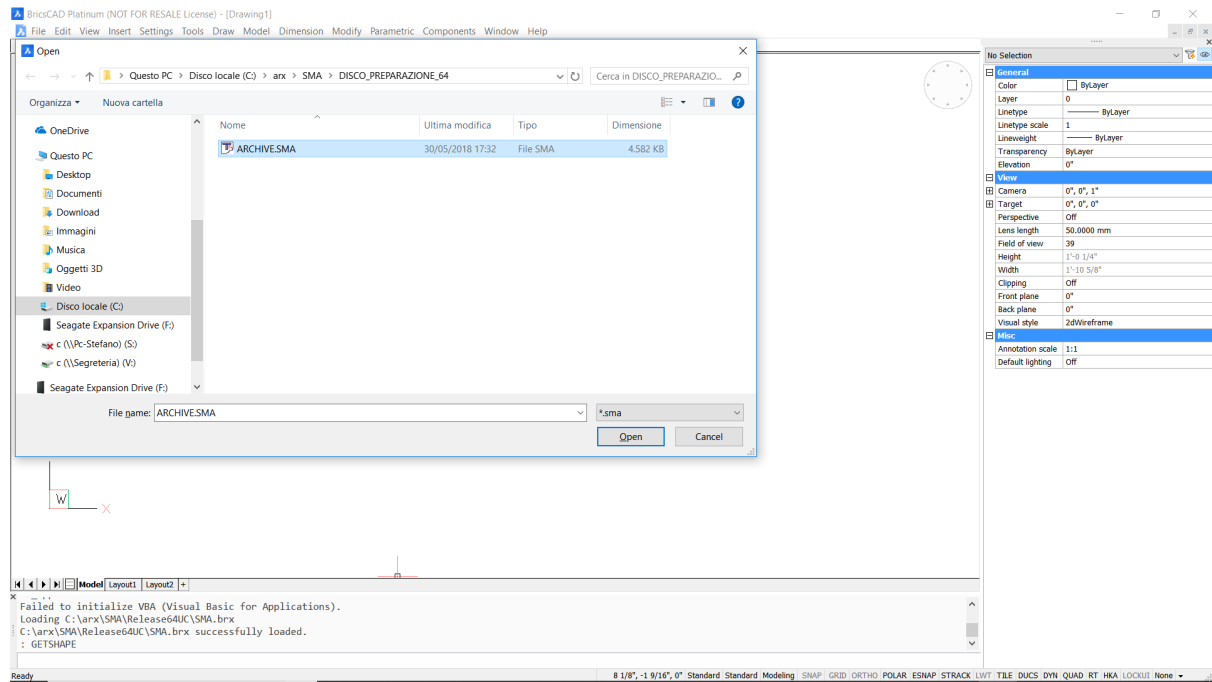 BricsCAD Platinum (NOT FOR RESALE License) - [Drawing1]
File Edit View Insert Settings Tools Draw Model Dimension Modify Parametric Components Window Help
Open
Questo PC > Disco locale (C:) > arx > SMA > DISCO_PREPARAZIONE_64
Cerca in DISCO_PREPARAZIO...
Organizza
Nuova cartella
?
OneDrive
Questo PC
Desktop
Documenti
Download
Immagini
Musica
Oggetti 3D
Video
Disco locale (C:)
Seagate Expansion Drive (F:)
c (\\Pc-Stefano) (S:)
c (\\Segreteria) (V:)
Seagate Expansion Drive (F:)
Nome Ultima modifica Tipo Dimensione
ARCHIVE.SMA 30/05/2018 17:32 File SMA 4.582 KB
File name: ARCHIVE.SMA
*.sma
Open Cancel
No Selection
General
Color ByLayer
Layer 0
Linetype ByLayer
Linetype scale 1
Lineweight ByLayer
Transparency ByLayer
Elevation 0"
View
Camera 0", 0", 1"
Target 0", 0", 0"
Perspective Off
Lens length 50.0000 mm
Field of view 39
Height 1'-0 1/4"
Width 1'-10 5/8"
Clipping Off
Front plane 0"
Back plane 0"
Visual style 2dWireframe
Misc
Annotation scale 1:1
Default lighting Off
W
X
Model Layout1 Layout2 +
Failed to initialize VBA (Visual Basic for Applications).
Loading C:\arx\SMA\Release64UC\SMA.brx
C:\arx\SMA\Release64UC\SMA.brx successfully loaded.
: GETSHAPE
Ready
8 1/8", -1 9/16", 0" Standard Standard Modeling SNAP GRID ORTHO POLAR ESNAP STRACK LWT TILE DUCS DYN QUAD RT HKA LOCKUI None